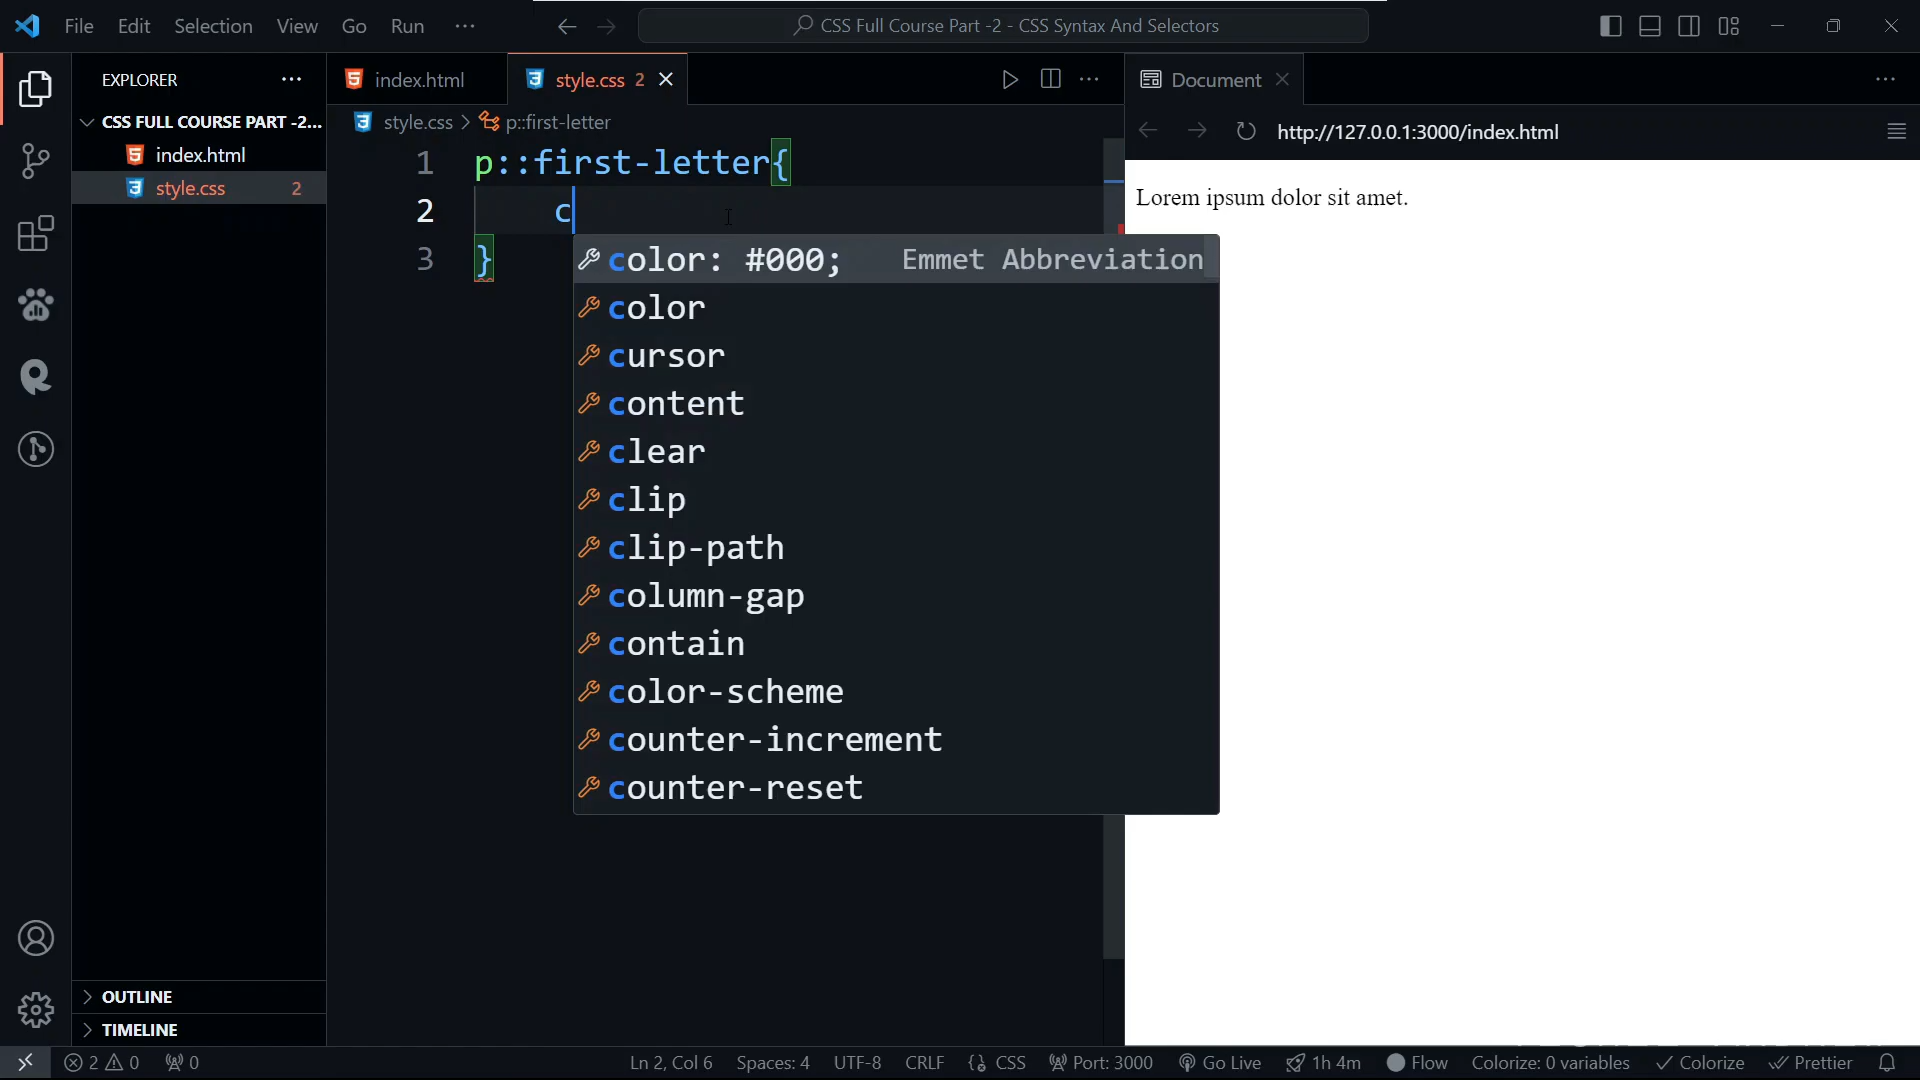 File Edit Selection View Go Run ···
CSS Full Course Part -2 - CSS Syntax And Selectors
EXPLORER
CSS FULL COURSE PART -2...
index.html
style.css 2
index.html
style.css 2
Document
style.css > p::first-letter
http://127.0.0.1:3000/index.html
1 p::first-letter{
2 c
3 }
color: #000; Emmet Abbreviation
color
cursor
content
clear
clip
clip-path
column-gap
contain
color-scheme
counter-increment
counter-reset
Lorem ipsum dolor sit amet.
OUTLINE
TIMELINE
2 0 0
Ln 2, Col 6 Spaces: 4 UTF-8 CRLF {} CSS Port: 3000 Go Live 1h 4m Flow Colorize: 0 variables Colorize Prettier